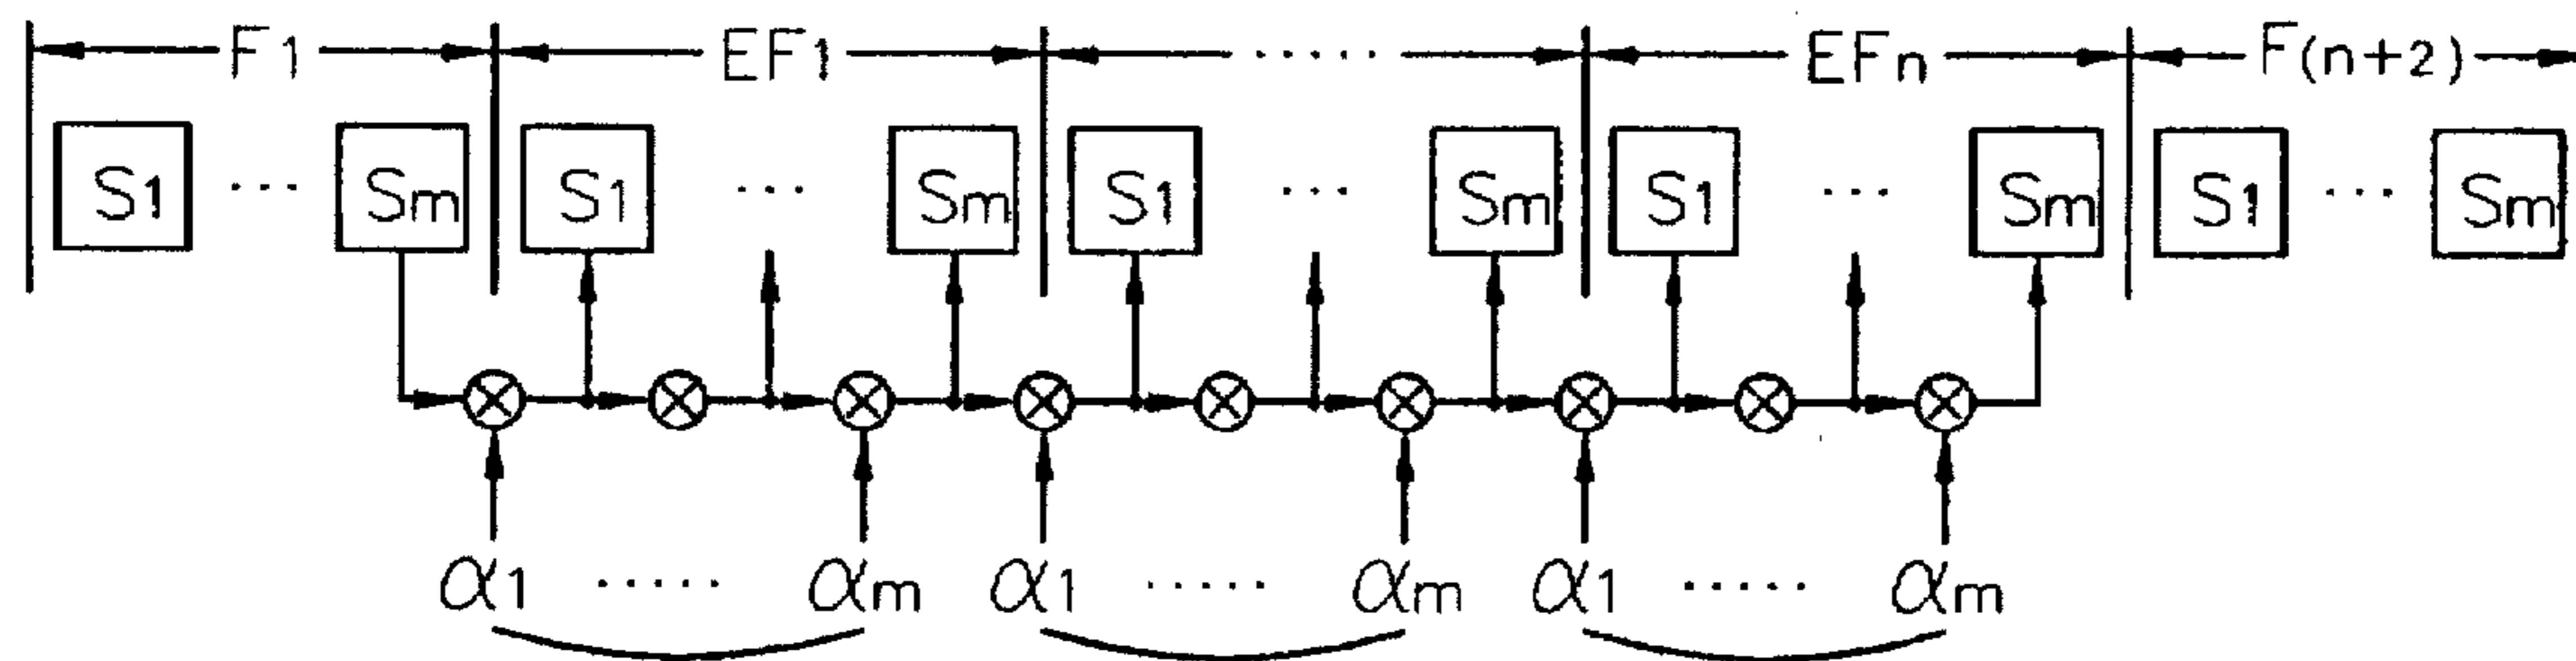 F1 EF1 ..... EFn F(n+2)
S1 ... Sm S1 ... Sm S1 ... Sm S1 ... Sm S1 ... Sm
α1 ..... αm α1 ..... αm α1 ..... αm